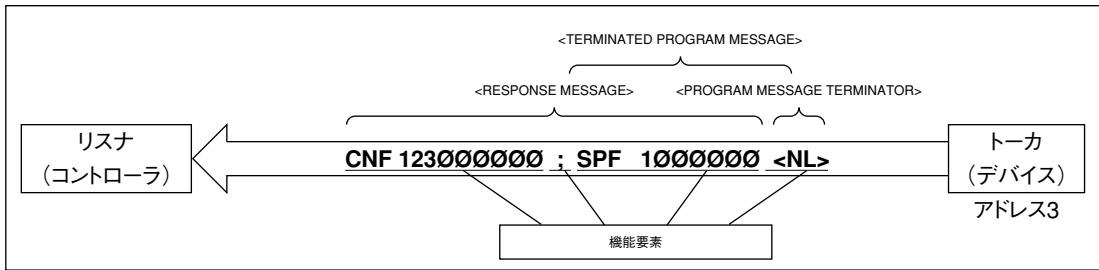 <TERMINATED PROGRAM MESSAGE>
<RESPONSE MESSAGE>
<PROGRAM MESSAGE TERMINATOR>
リスナ
(コントローラ)
CNF 123ØØØØØØ ; SPF 1ØØØØØØ <NL>
トーカ
(デバイス)
アドレス3
機能要素